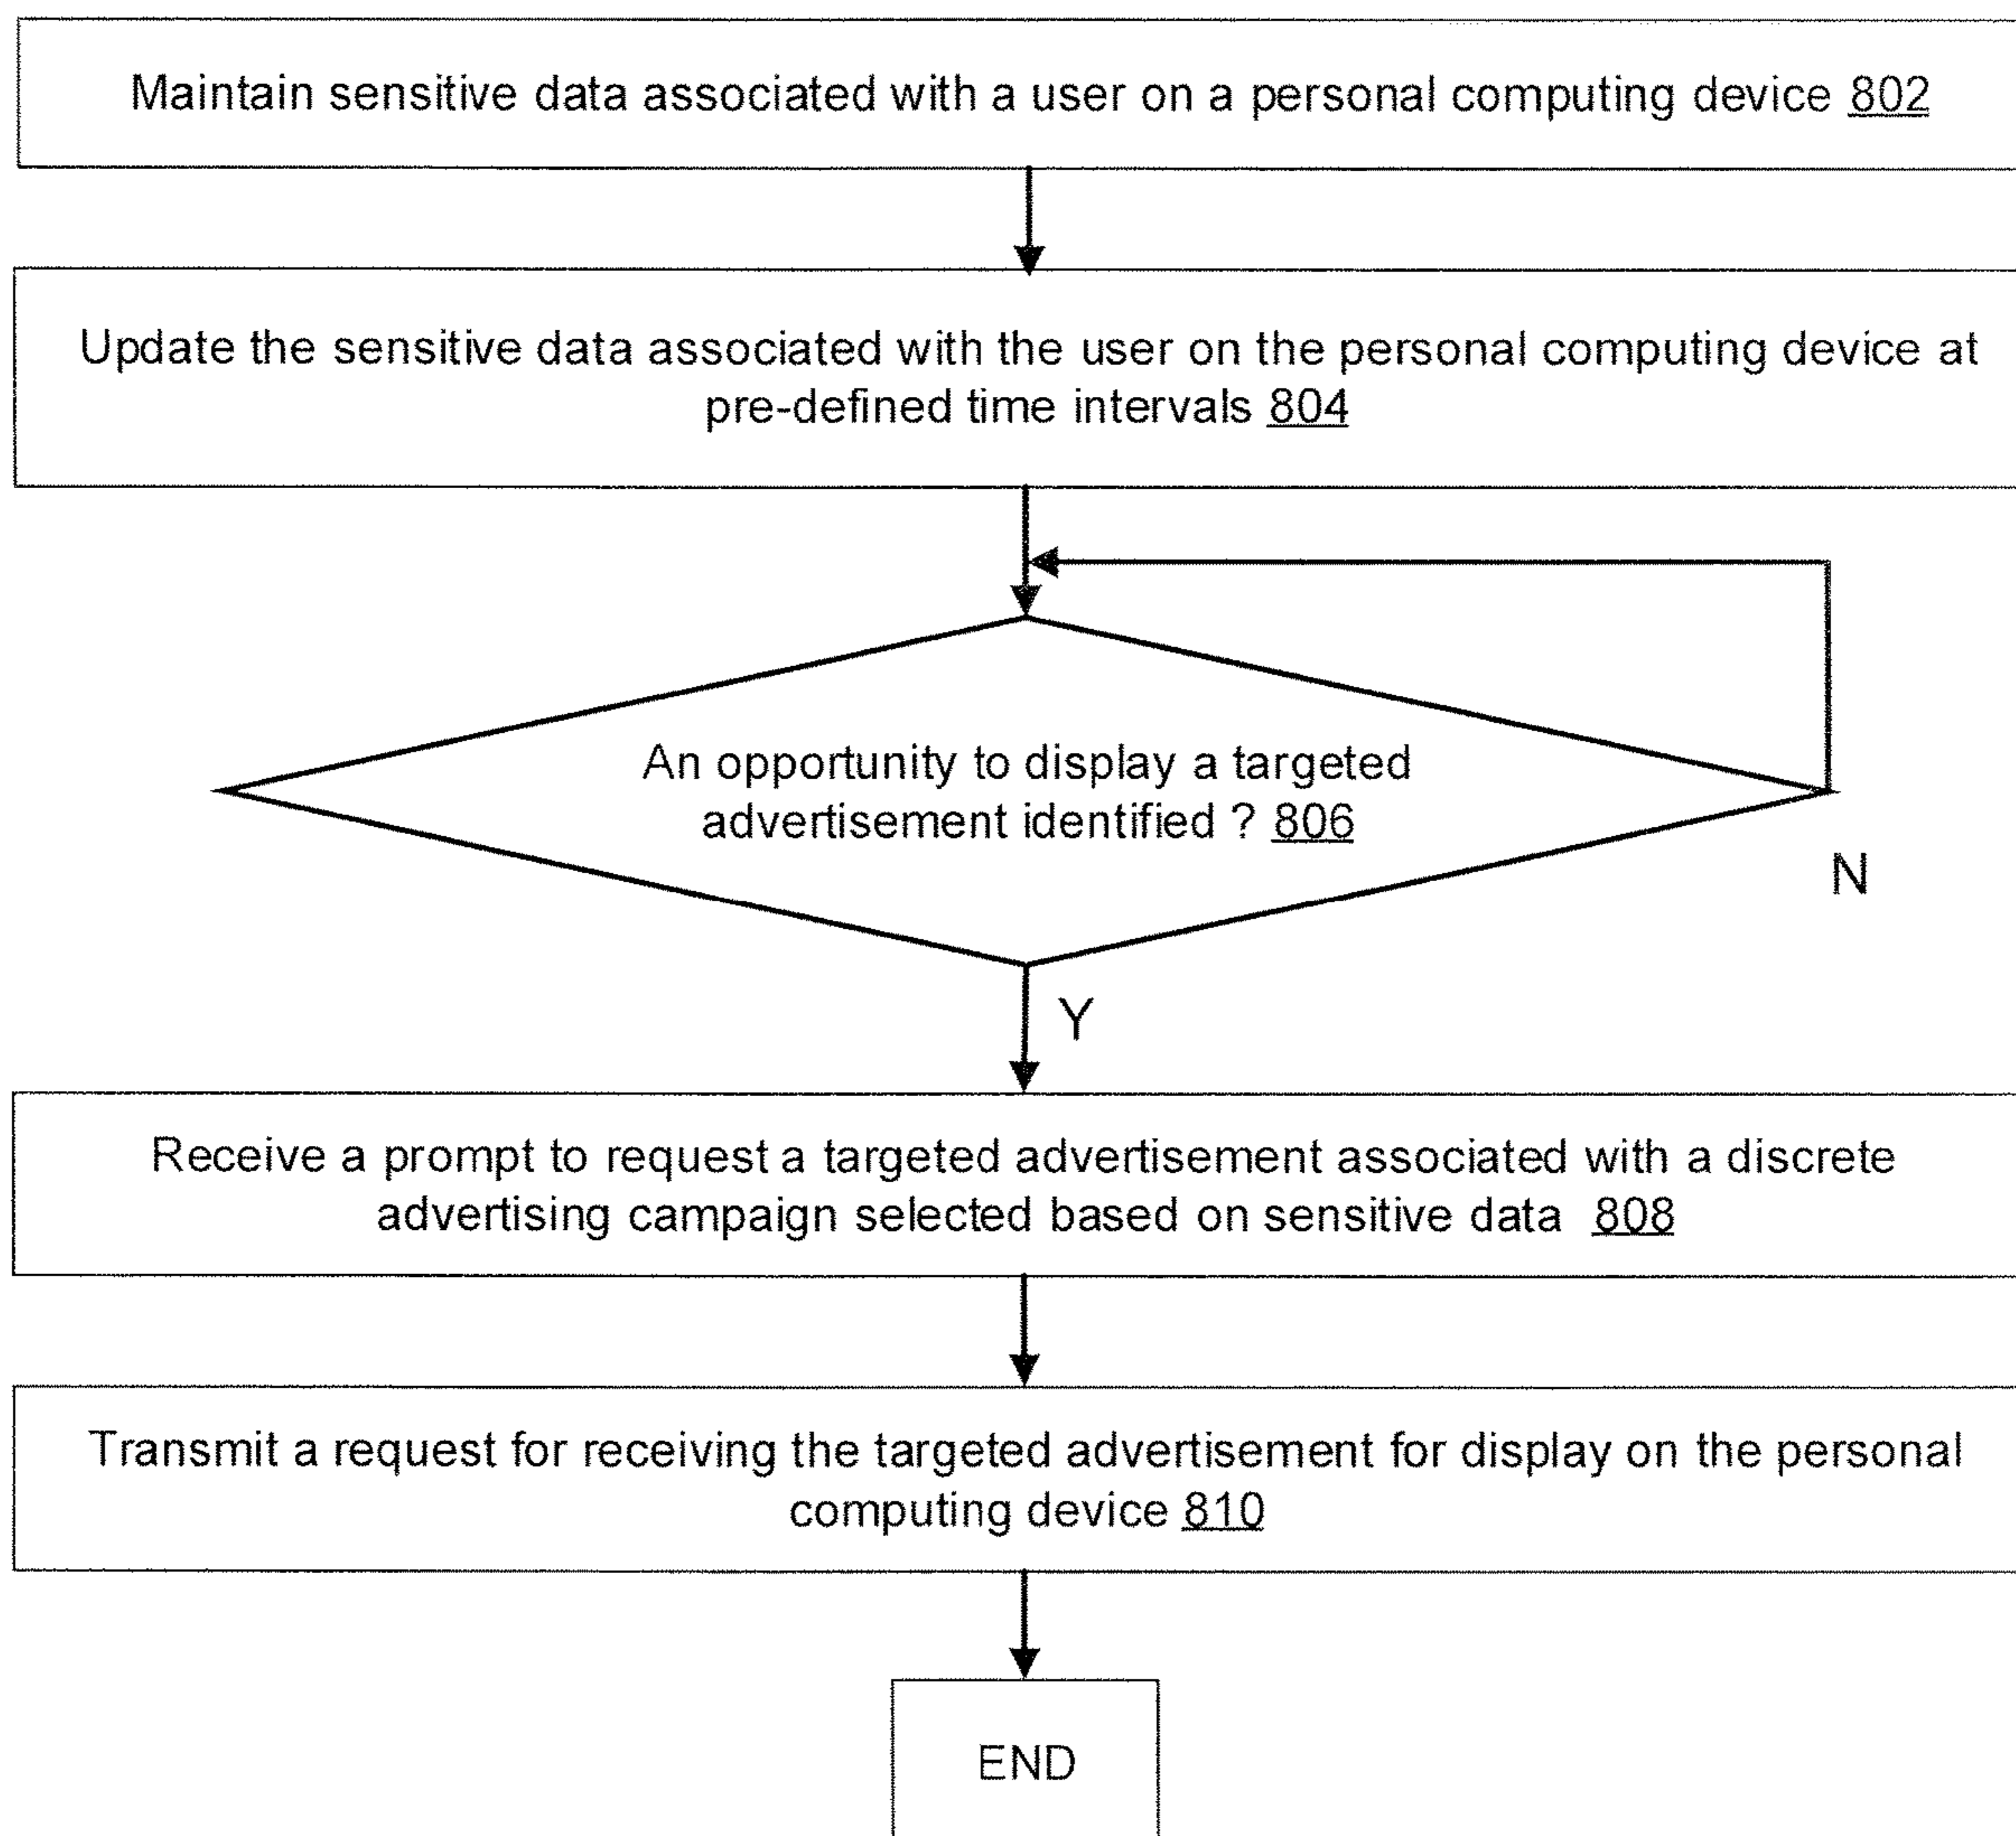 Maintain sensitive data associated with a user on a personal computing device 802
Update the sensitive data associated with the user on the personal computing device at
pre-defined time intervals 804
An opportunity to display a targeted
advertisement identified ? 806
N
Y
Receive a prompt to request a targeted advertisement associated with a discrete
advertising campaign selected based on sensitive data 808
Transmit a request for receiving the targeted advertisement for display on the personal
computing device 810
END